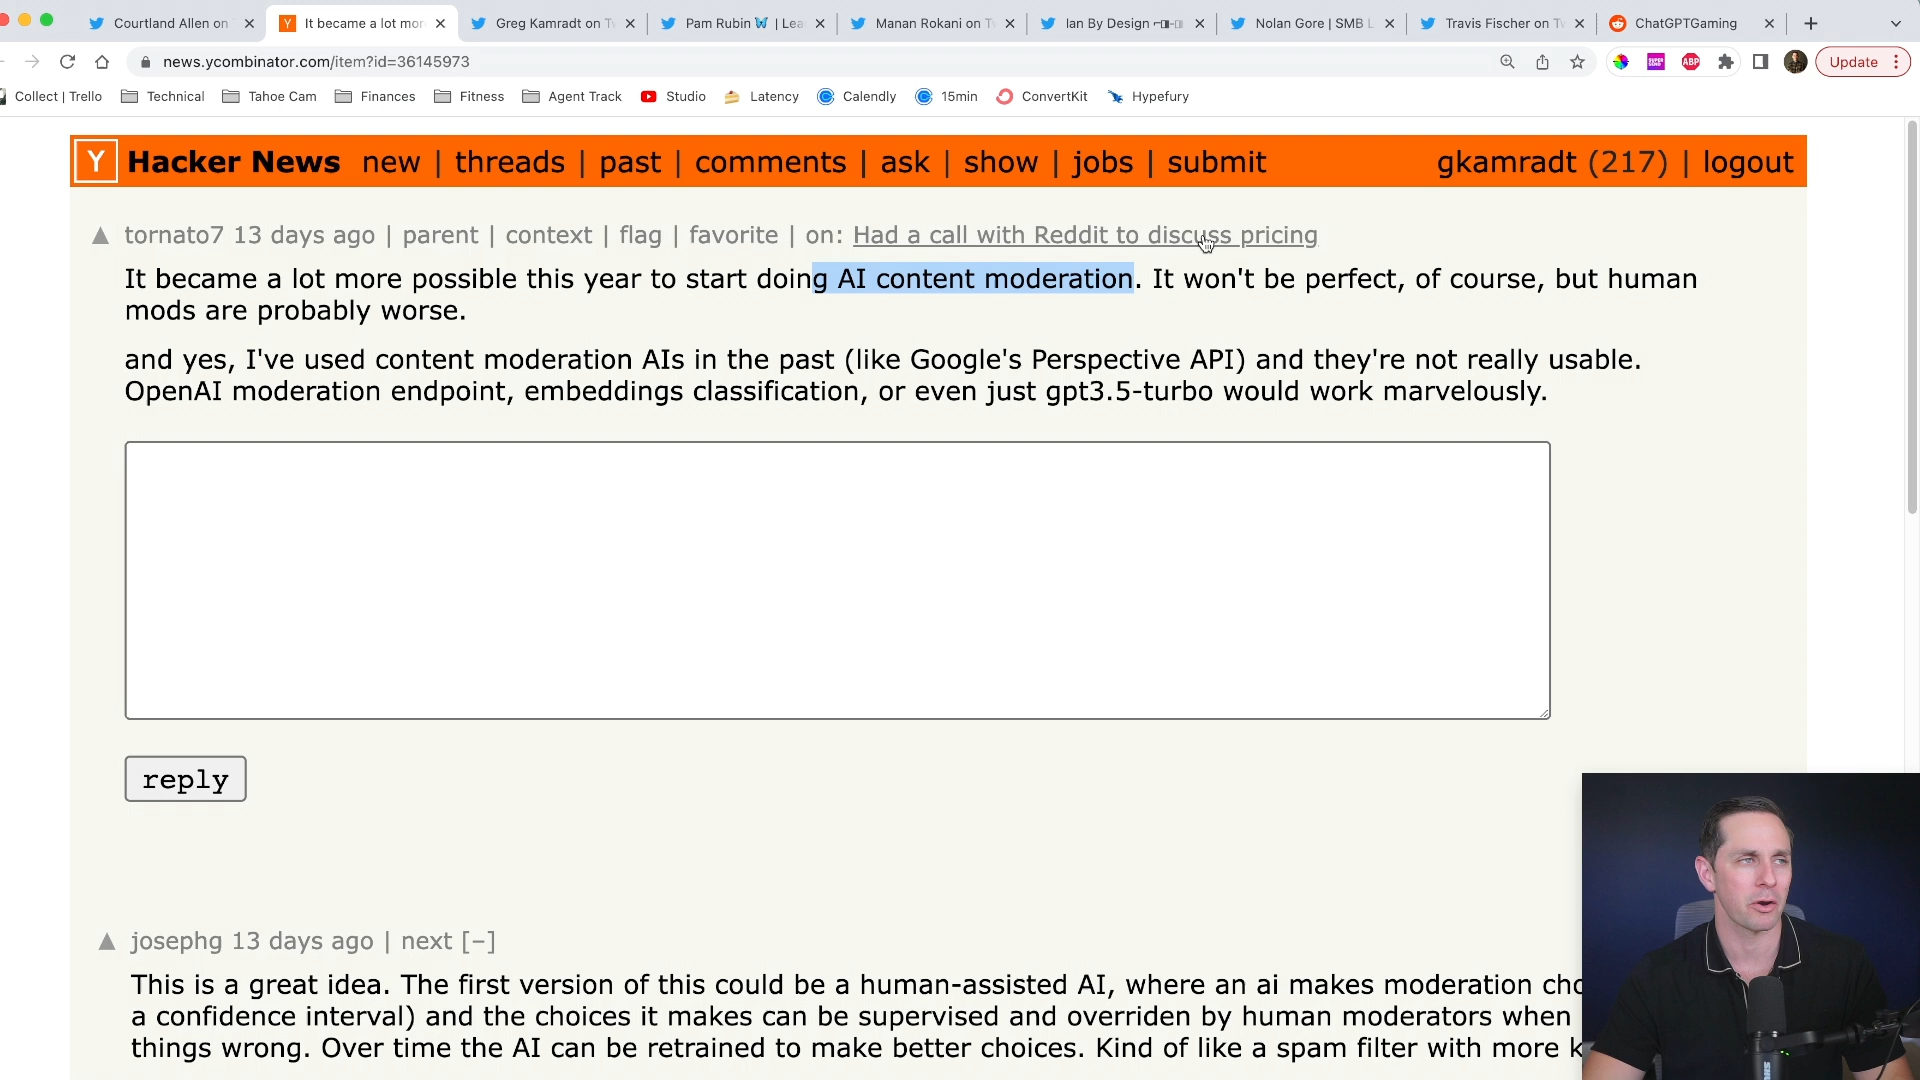 Courtland Allen on
It became a lot mor
Greg Kamradt on Tw
Pam Rubin | Lea
Manan Rokani on T
Ian By Design
Nolan Gore | SMB L
Travis Fischer on Tw
ChatGPTGaming
news.ycombinator.com/item?id=36145973
ABP
Update
Collect | Trello
Technical
Tahoe Cam
Finances
Fitness
Agent Track
Studio
Latency
Calendly
15min
ConvertKit
Hypefury
Y Hacker News new | threads | past | comments | ask | show | jobs | submit gkamradt (217) | logout
tornato7 13 days ago | parent | context | flag | favorite | on: Had a call with Reddit to discuss pricing
It became a lot more possible this year to start doing AI content moderation. It won't be perfect, of course, but human
mods are probably worse.
and yes, I've used content moderation AIs in the past (like Google's Perspective API) and they're not really usable.
OpenAI moderation endpoint, embeddings classification, or even just gpt3.5-turbo would work marvelously.
reply
josephg 13 days ago | next [–]
This is a great idea. The first version of this could be a human-assisted AI, where an ai makes moderation cho
a confidence interval) and the choices it makes can be supervised and overriden by human moderators when
things wrong. Over time the AI can be retrained to make better choices. Kind of like a spam filter with more k